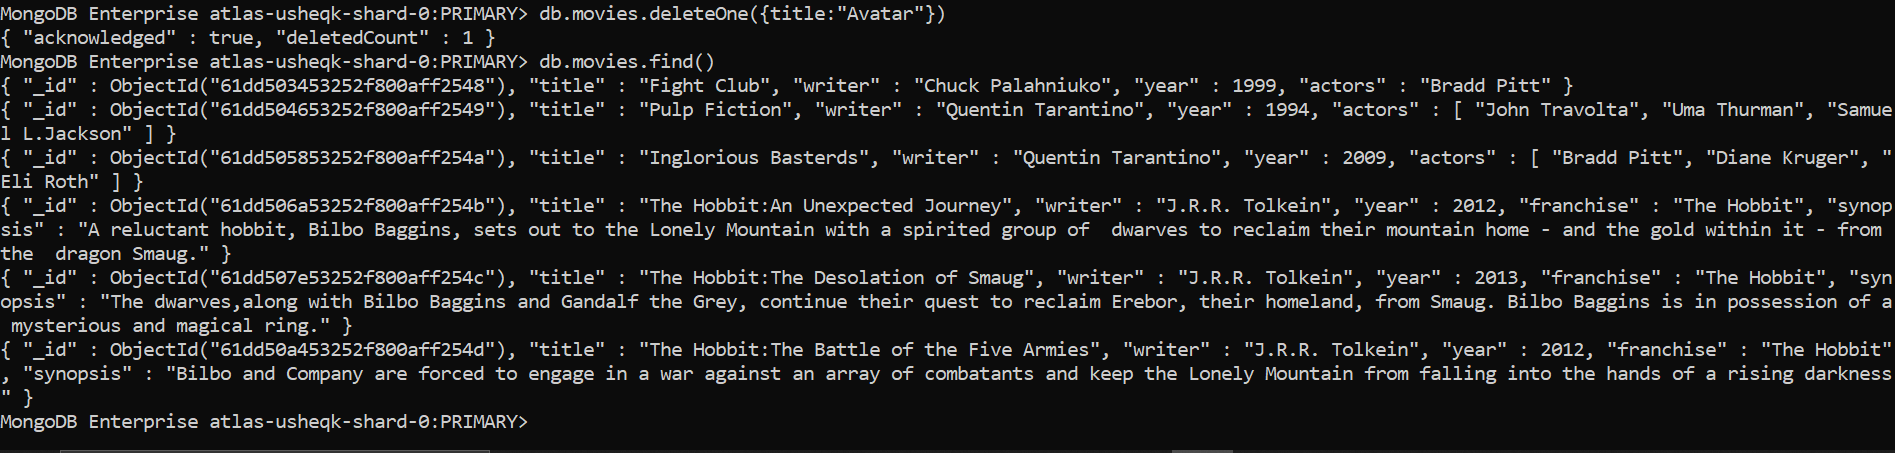 MongoDB Enterprise atlas-usheqk-shard-0:PRIMARY> db.movies.deleteOne({title:"Avatar"})
{ "acknowledged" : true, "deletedCount" : 1 }
MongoDB Enterprise atlas-usheqk-shard-0:PRIMARY> db.movies.find()
{ "_id" : ObjectId("61dd503453252f800aff2548"), "title" : "Fight Club", "writer" : "Chuck Palahniuko", "year" : 1999, "actors" : "Bradd Pitt" }
{ "_id" : ObjectId("61dd504653252f800aff2549"), "title" : "Pulp Fiction", "writer" : "Quentin Tarantino", "year" : 1994, "actors" : [ "John Travolta", "Uma Thurman", "Samue
l L.Jackson" ] }
{ "_id" : ObjectId("61dd505853252f800aff254a"), "title" : "Inglorious Basterds", "writer" : "Quentin Tarantino", "year" : 2009, "actors" : [ "Bradd Pitt", "Diane Kruger", "
Eli Roth" ] }
{ "_id" : ObjectId("61dd506a53252f800aff254b"), "title" : "The Hobbit:An Unexpected Journey", "writer" : "J.R.R. Tolkein", "year" : 2012, "franchise" : "The Hobbit", "synop
sis" : "A reluctant hobbit, Bilbo Baggins, sets out to the Lonely Mountain with a spirited group of  dwarves to reclaim their mountain home - and the gold within it - from
the  dragon Smaug." }
{ "_id" : ObjectId("61dd507e53252f800aff254c"), "title" : "The Hobbit:The Desolation of Smaug", "writer" : "J.R.R. Tolkein", "year" : 2013, "franchise" : "The Hobbit", "syn
opsis" : "The dwarves,along with Bilbo Baggins and Gandalf the Grey, continue their quest to reclaim Erebor, their homeland, from Smaug. Bilbo Baggins is in possession of a
 mysterious and magical ring." }
{ "_id" : ObjectId("61dd50a453252f800aff254d"), "title" : "The Hobbit:The Battle of the Five Armies", "writer" : "J.R.R. Tolkein", "year" : 2012, "franchise" : "The Hobbit"
, "synopsis" : "Bilbo and Company are forced to engage in a war against an array of combatants and keep the Lonely Mountain from falling into the hands of a rising darkness
" }
MongoDB Enterprise atlas-usheqk-shard-0:PRIMARY>